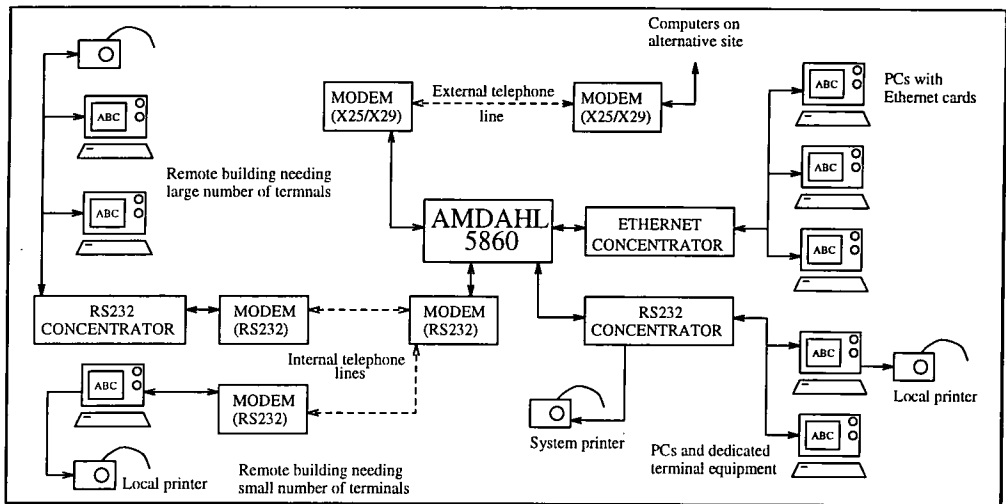 Computers on
alternative site
MODEM
(X25/X29)
External telephone
line
MODEM
(X25/X29)
ABC
PCs with
Ethernet cards
ABC
ABC
Remote building needing
large number of termnals
ABC
ABC
AMDAHL
5860
ETHERNET
CONCENTRATOR
ABC
RS232
CONCENTRATOR
MODEM
(RS232)
MODEM
(RS232)
RS232
CONCENTRATOR
Internal telephone
lines
ABC
MODEM
(RS232)
ABC
Local printer
System printer
ABC
PCs and dedicated
terminal equipment
Local printer
Remote building needing
small number of terminals